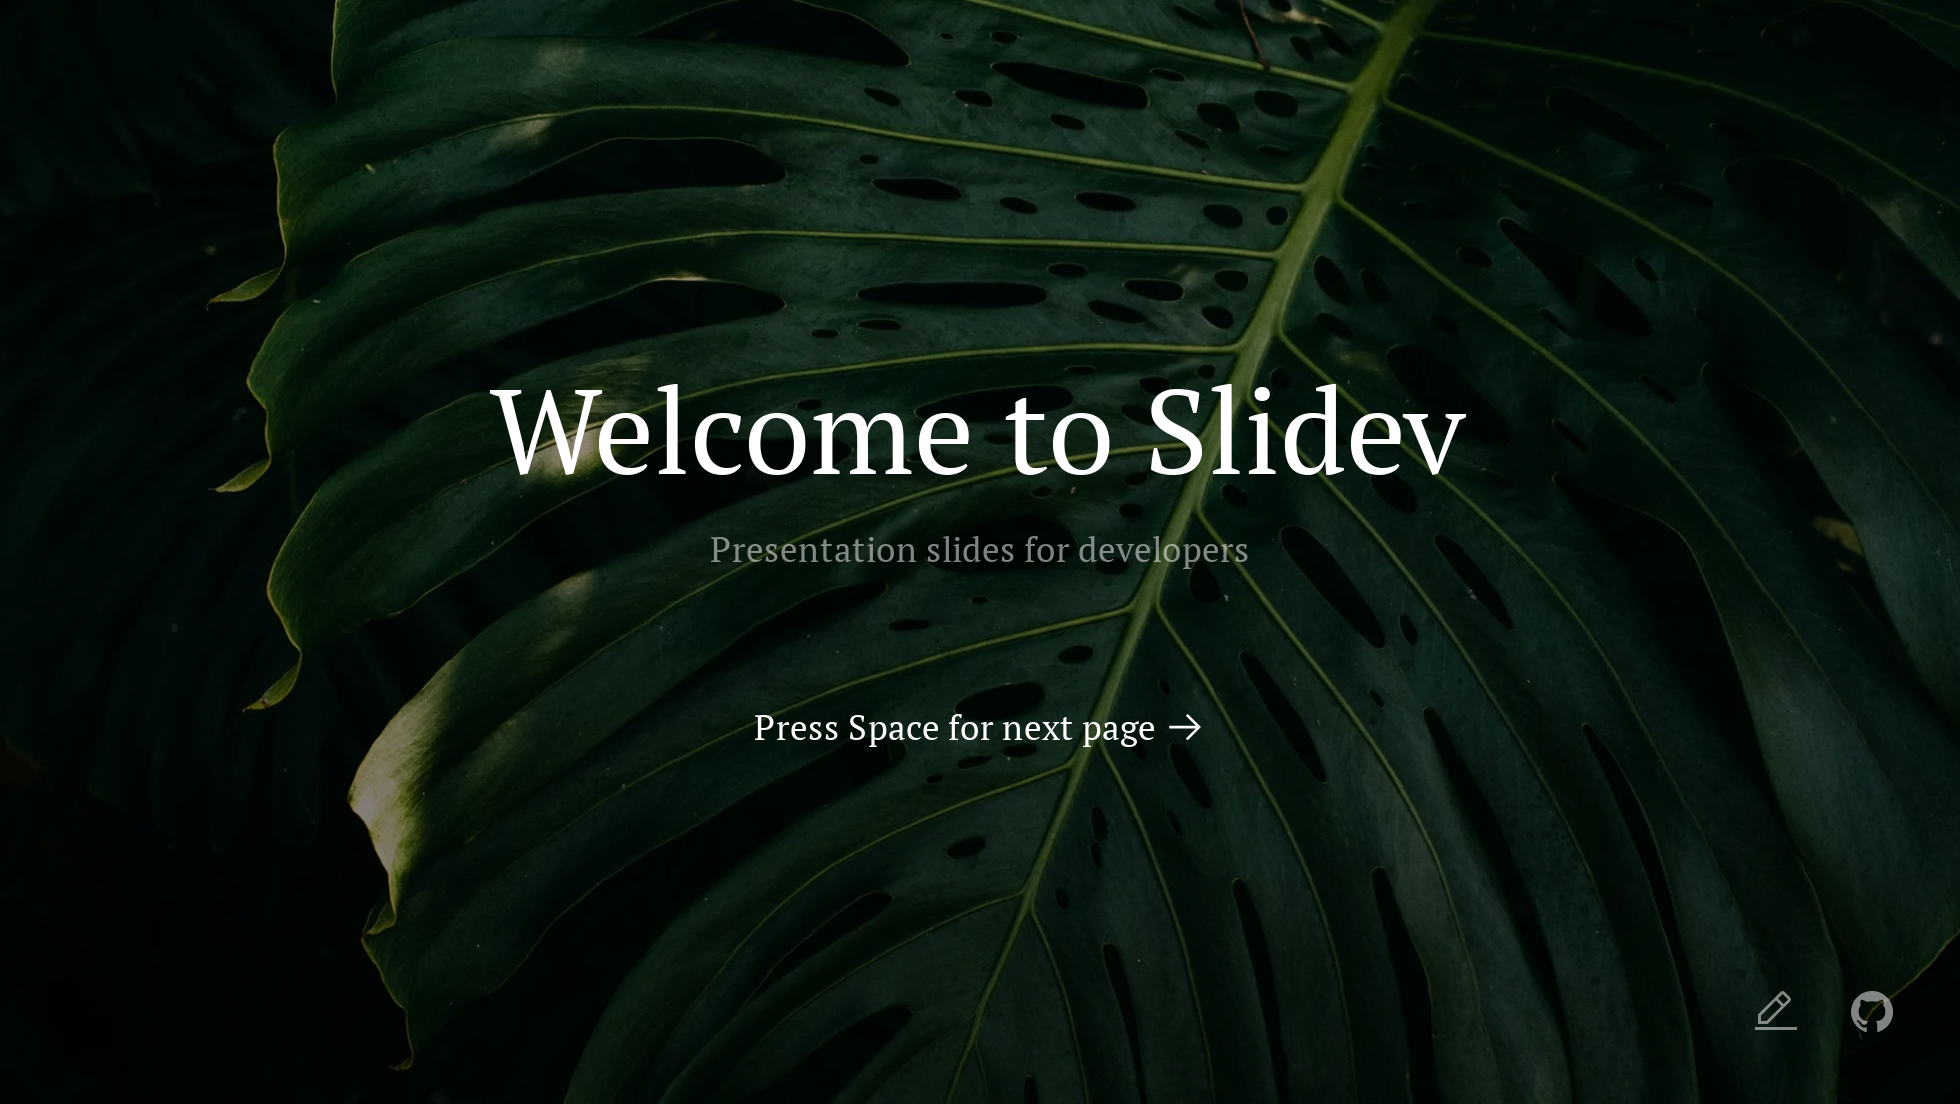 Welcome to Slidev
Presentation slides for developers
Press Space for next page →